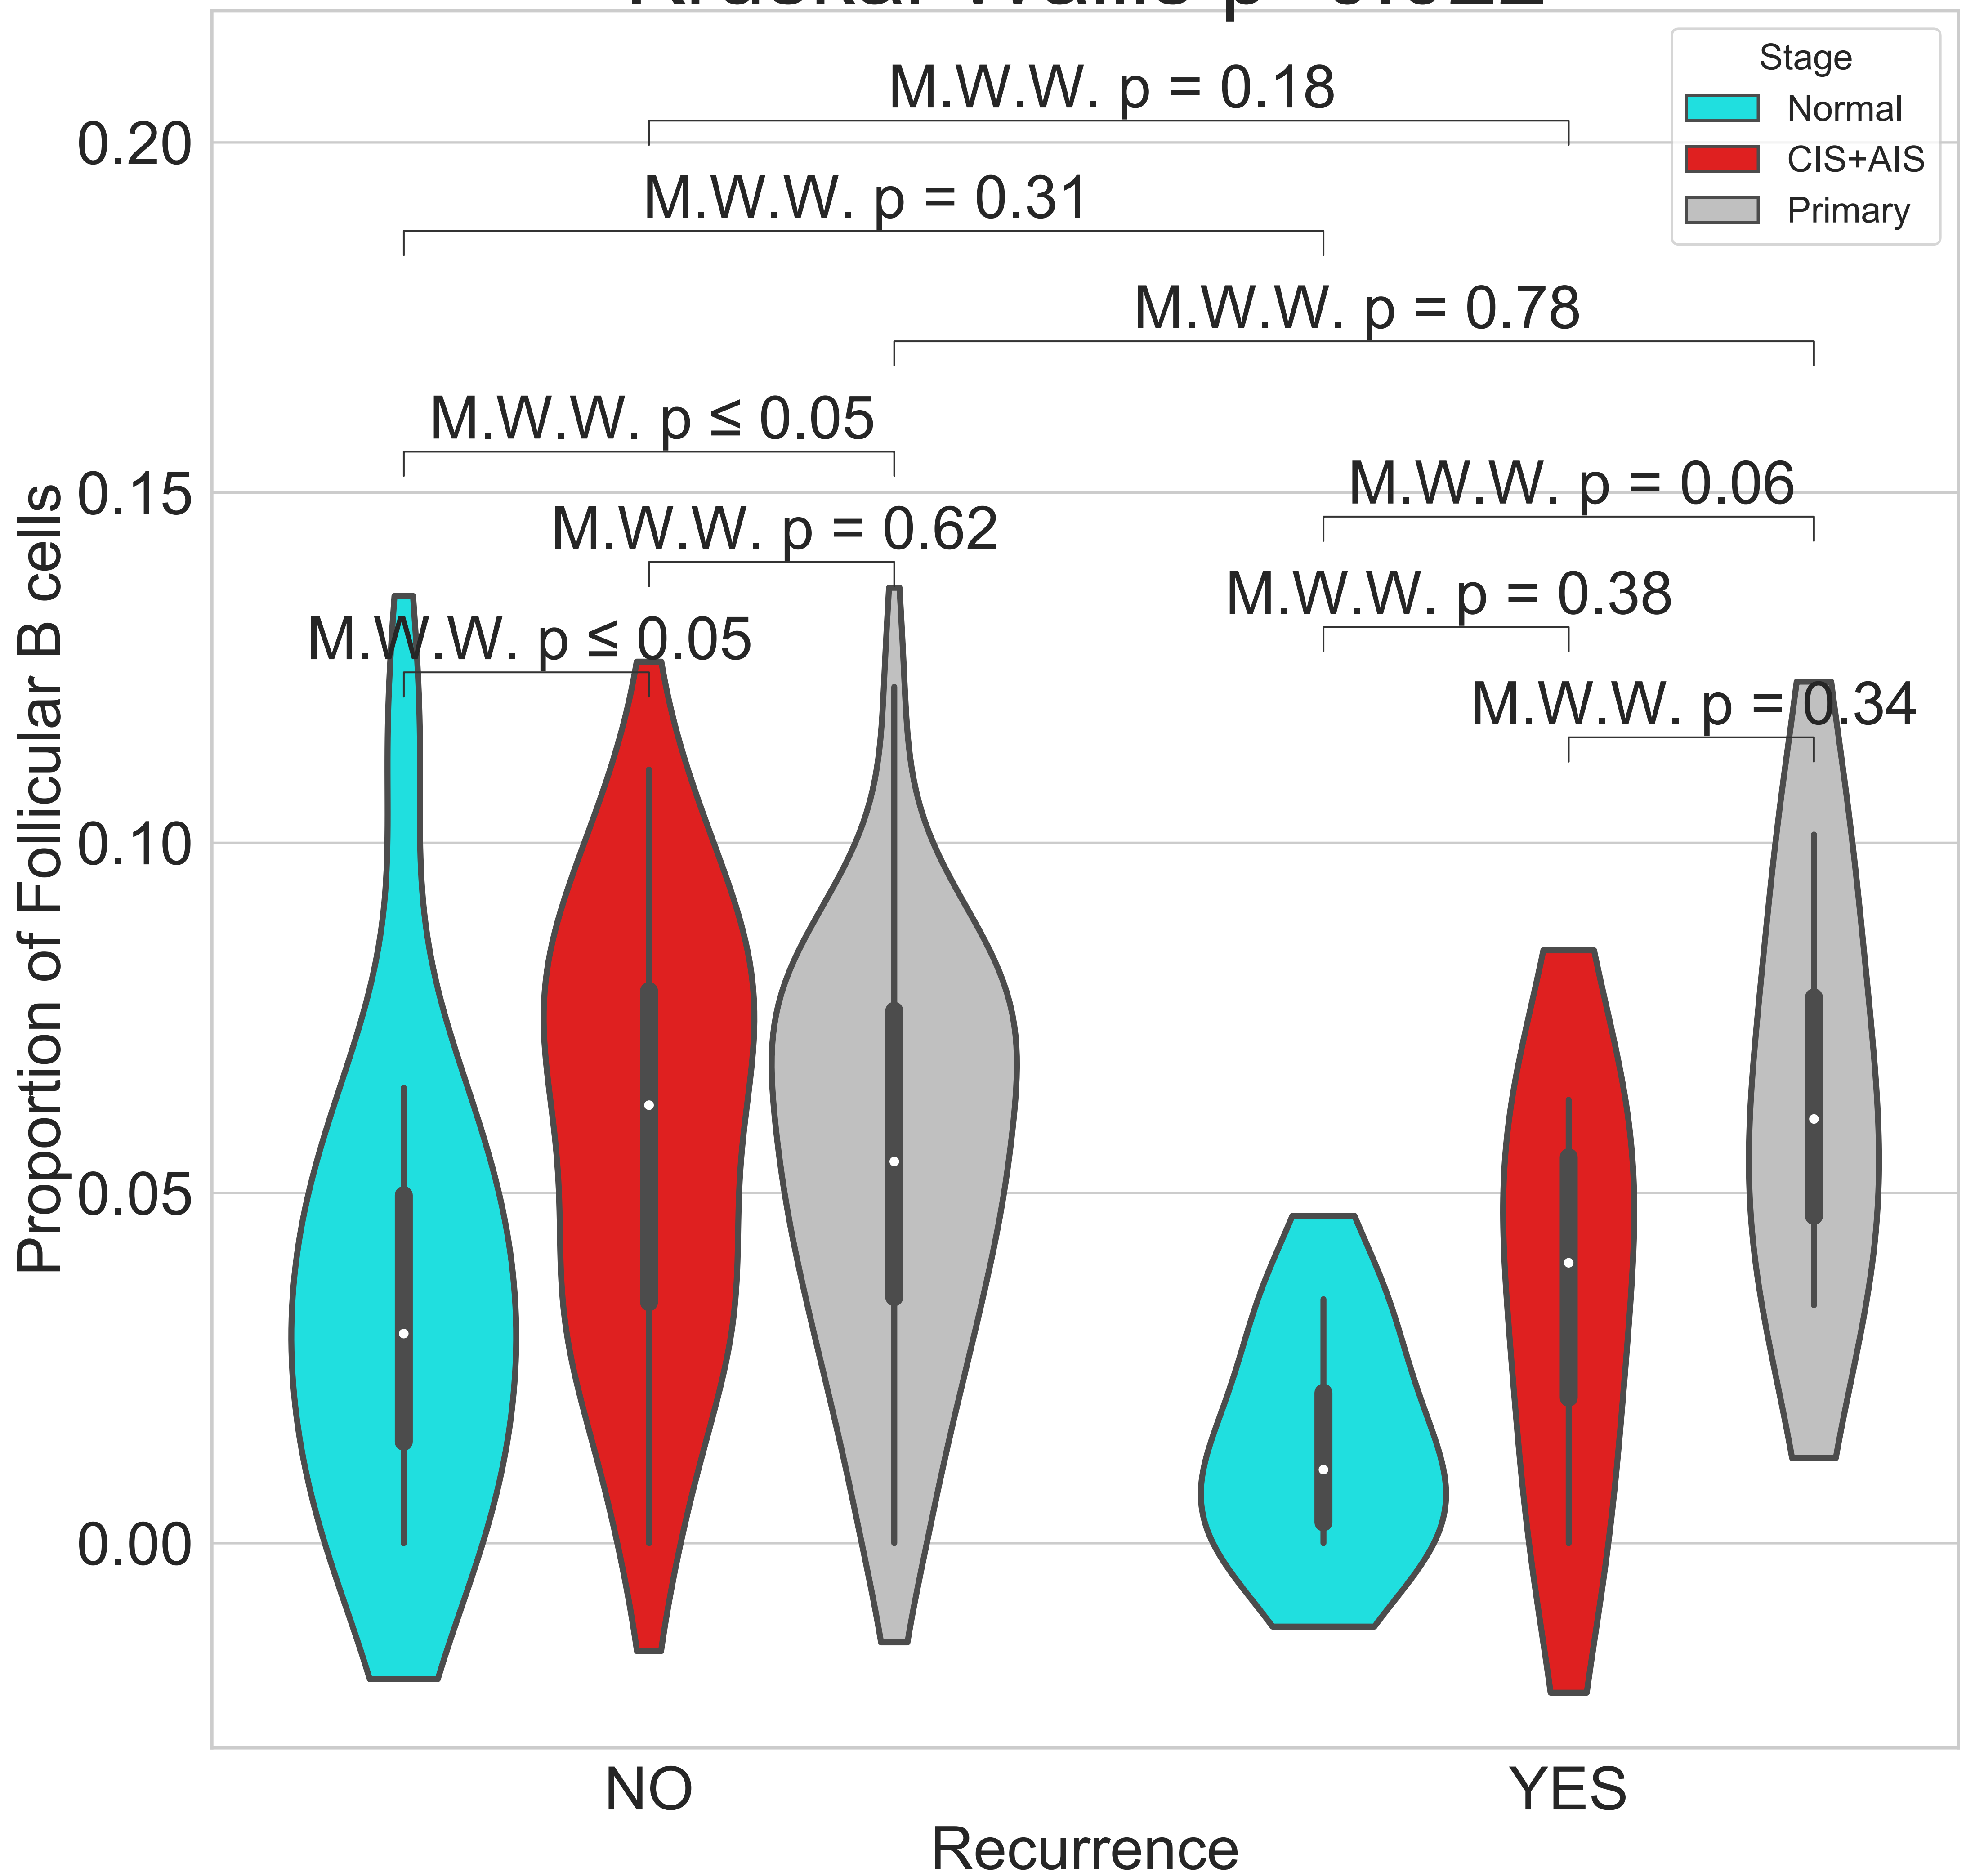 M.W.W. p = 0.18
M.W.W. p = 0.31
M.W.W. p = 0.78
M.W.W. p ≤ 0.05
M.W.W. p = 0.06
M.W.W. p = 0.62
M.W.W. p = 0.38
M.W.W. p ≤ 0.05
M.W.W. p = 0.34
Stage
Normal
CIS+AIS
Primary
Proportion of Follicular B cells
0.20
0.15
0.10
0.05
0.00
NO
YES
Recurrence